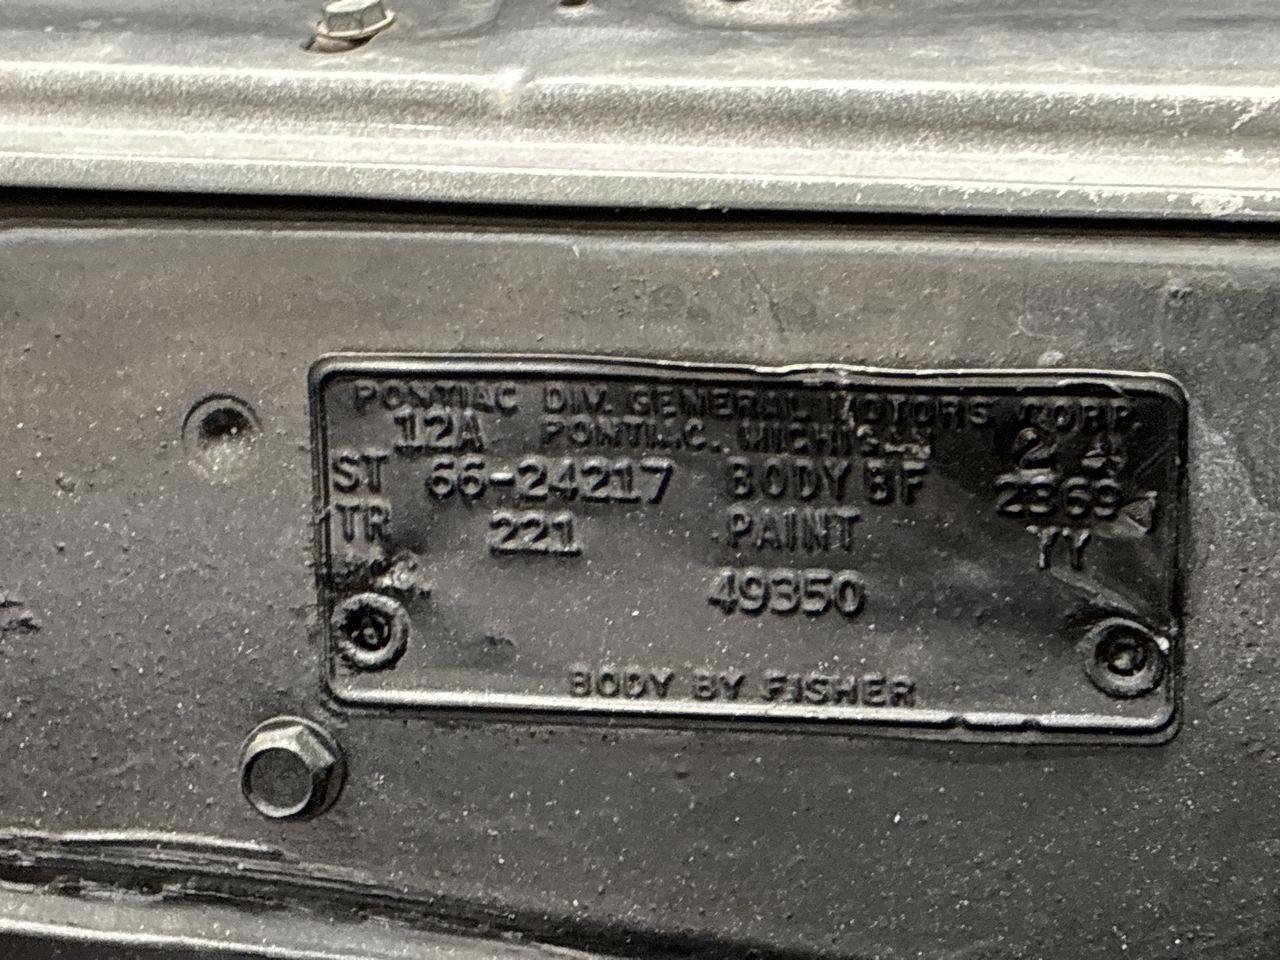 PONTIAC DIV. GENERAL MOTORS CORP.
12A PONTIAC, MICHIGAN 24
ST 66-24217 BODY BF 2869
TR 221 PAINT YY
49350
BODY BY FISHER